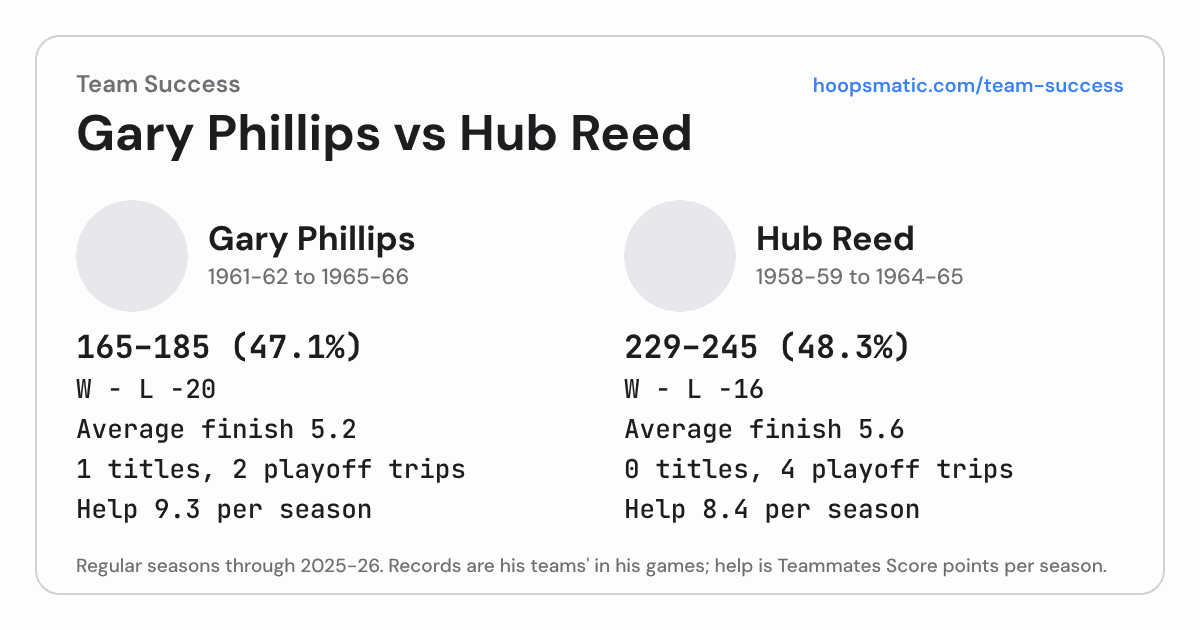 Team Success
hoopsmatic.com/team-success
Gary Phillips vs Hub Reed
Gary Phillips
1961-62 to 1965-66
165-185 (47.1%)
W - L -20
Average finish 5.2
1 titles, 2 playoff trips
Help 9.3 per season
Hub Reed
1958-59 to 1964-65
229-245 (48.3%)
W - L -16
Average finish 5.6
0 titles, 4 playoff trips
Help 8.4 per season
Regular seasons through 2025-26. Records are his teams' in his games; help is Teammates Score points per season.